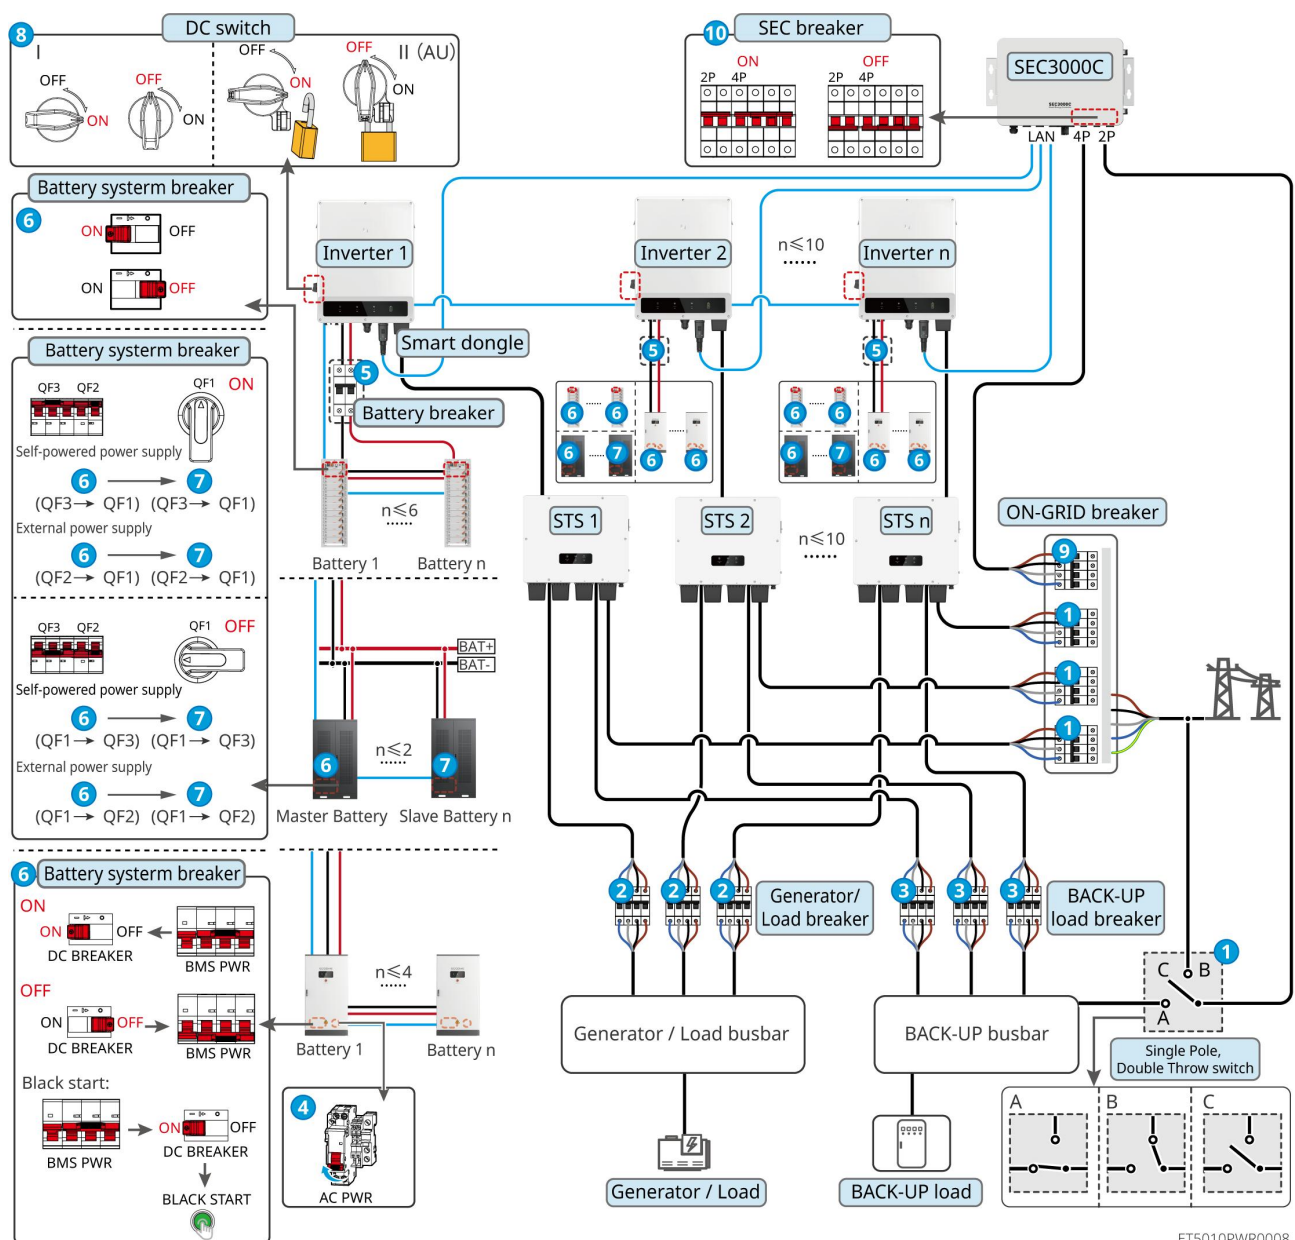 8
DC switch
I
II (AU)
OFF
ON
OFF
ON
OFF
ON
OFF
ON
10
SEC breaker
ON
OFF
2P 4P
2P 4P
SEC3000C
SEC3000C
LAN
4P
2P
Battery systerm breaker
6
ON
OFF
ON
OFF
Inverter 1
Inverter 2
n≤10
......
Inverter n
Smart dongle
5
5
5
Battery breaker
Battery systerm breaker
QF3 QF2
QF1
ON
Self-powered power supply
6
7
(QF3→ QF1) (QF3→ QF1)
External power supply
6
7
(QF2→ QF1) (QF2→ QF1)
QF3 QF2
QF1
OFF
Self-powered power supply
6
7
(QF1→ QF3) (QF1→ QF3)
External power supply
6
7
(QF1→ QF2) (QF1→ QF2)
6 ...... 6
6 ...... 7
6 ...... 6
6 ...... 6
6 ...... 7
6 ...... 6
n≤6
......
Battery 1
Battery n
STS 1
STS 2
n≤10
......
STS n
ON-GRID breaker
9
1
1
1
BAT+
BAT-
6
n≤2
......
7
Master Battery
Slave Battery n
6
Battery systerm breaker
ON
ON
OFF
DC BREAKER
BMS PWR
OFF
ON
OFF
DC BREAKER
BMS PWR
Black start:
BMS PWR
ON
OFF
DC BREAKER
BLACK START
n≤4
......
Battery 1
Battery n
4
AC PWR
2
2
2
Generator/
Load breaker
3
3
3
BACK-UP
load breaker
Generator / Load busbar
BACK-UP busbar
Generator / Load
BACK-UP load
1
C
B
A
Single Pole,
Double Throw switch
A
B
C
ET5010PWR0008